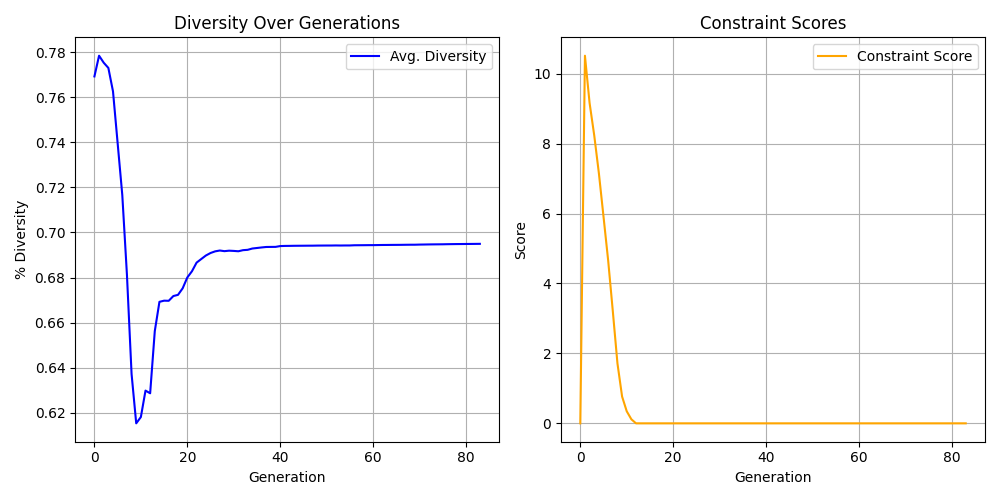 Diversity Over Generations
Avg. Diversity
0.78
0.76
0.74
0.72
0.70
0.68
0.66
0.64
0.62
% Diversity
0 20 40 60 80
Generation
Constraint Scores
Constraint Score
10
8
6
4
2
0
Score
0 20 40 60 80
Generation